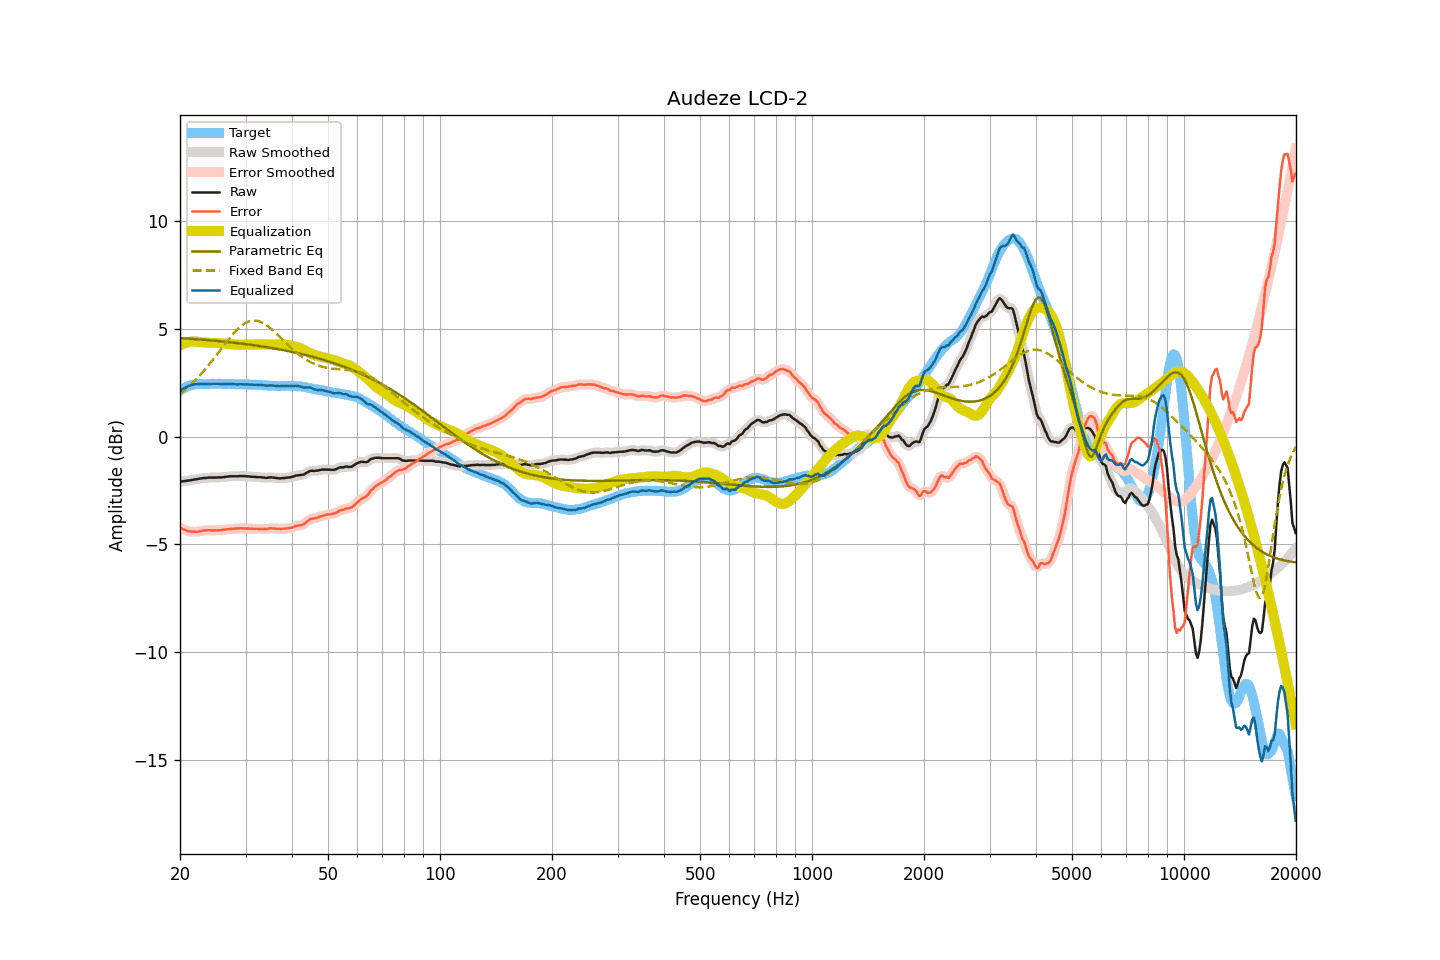 Audeze LCD-2
Target
Raw Smoothed
Error Smoothed
Raw
Error
Equalization
Parametric Eq
Fixed Band Eq
Equalized
10
5
0
−5
−10
−15
Amplitude (dBr)
20 50 100 200 500 1000 2000 5000 10000 20000
Frequency (Hz)